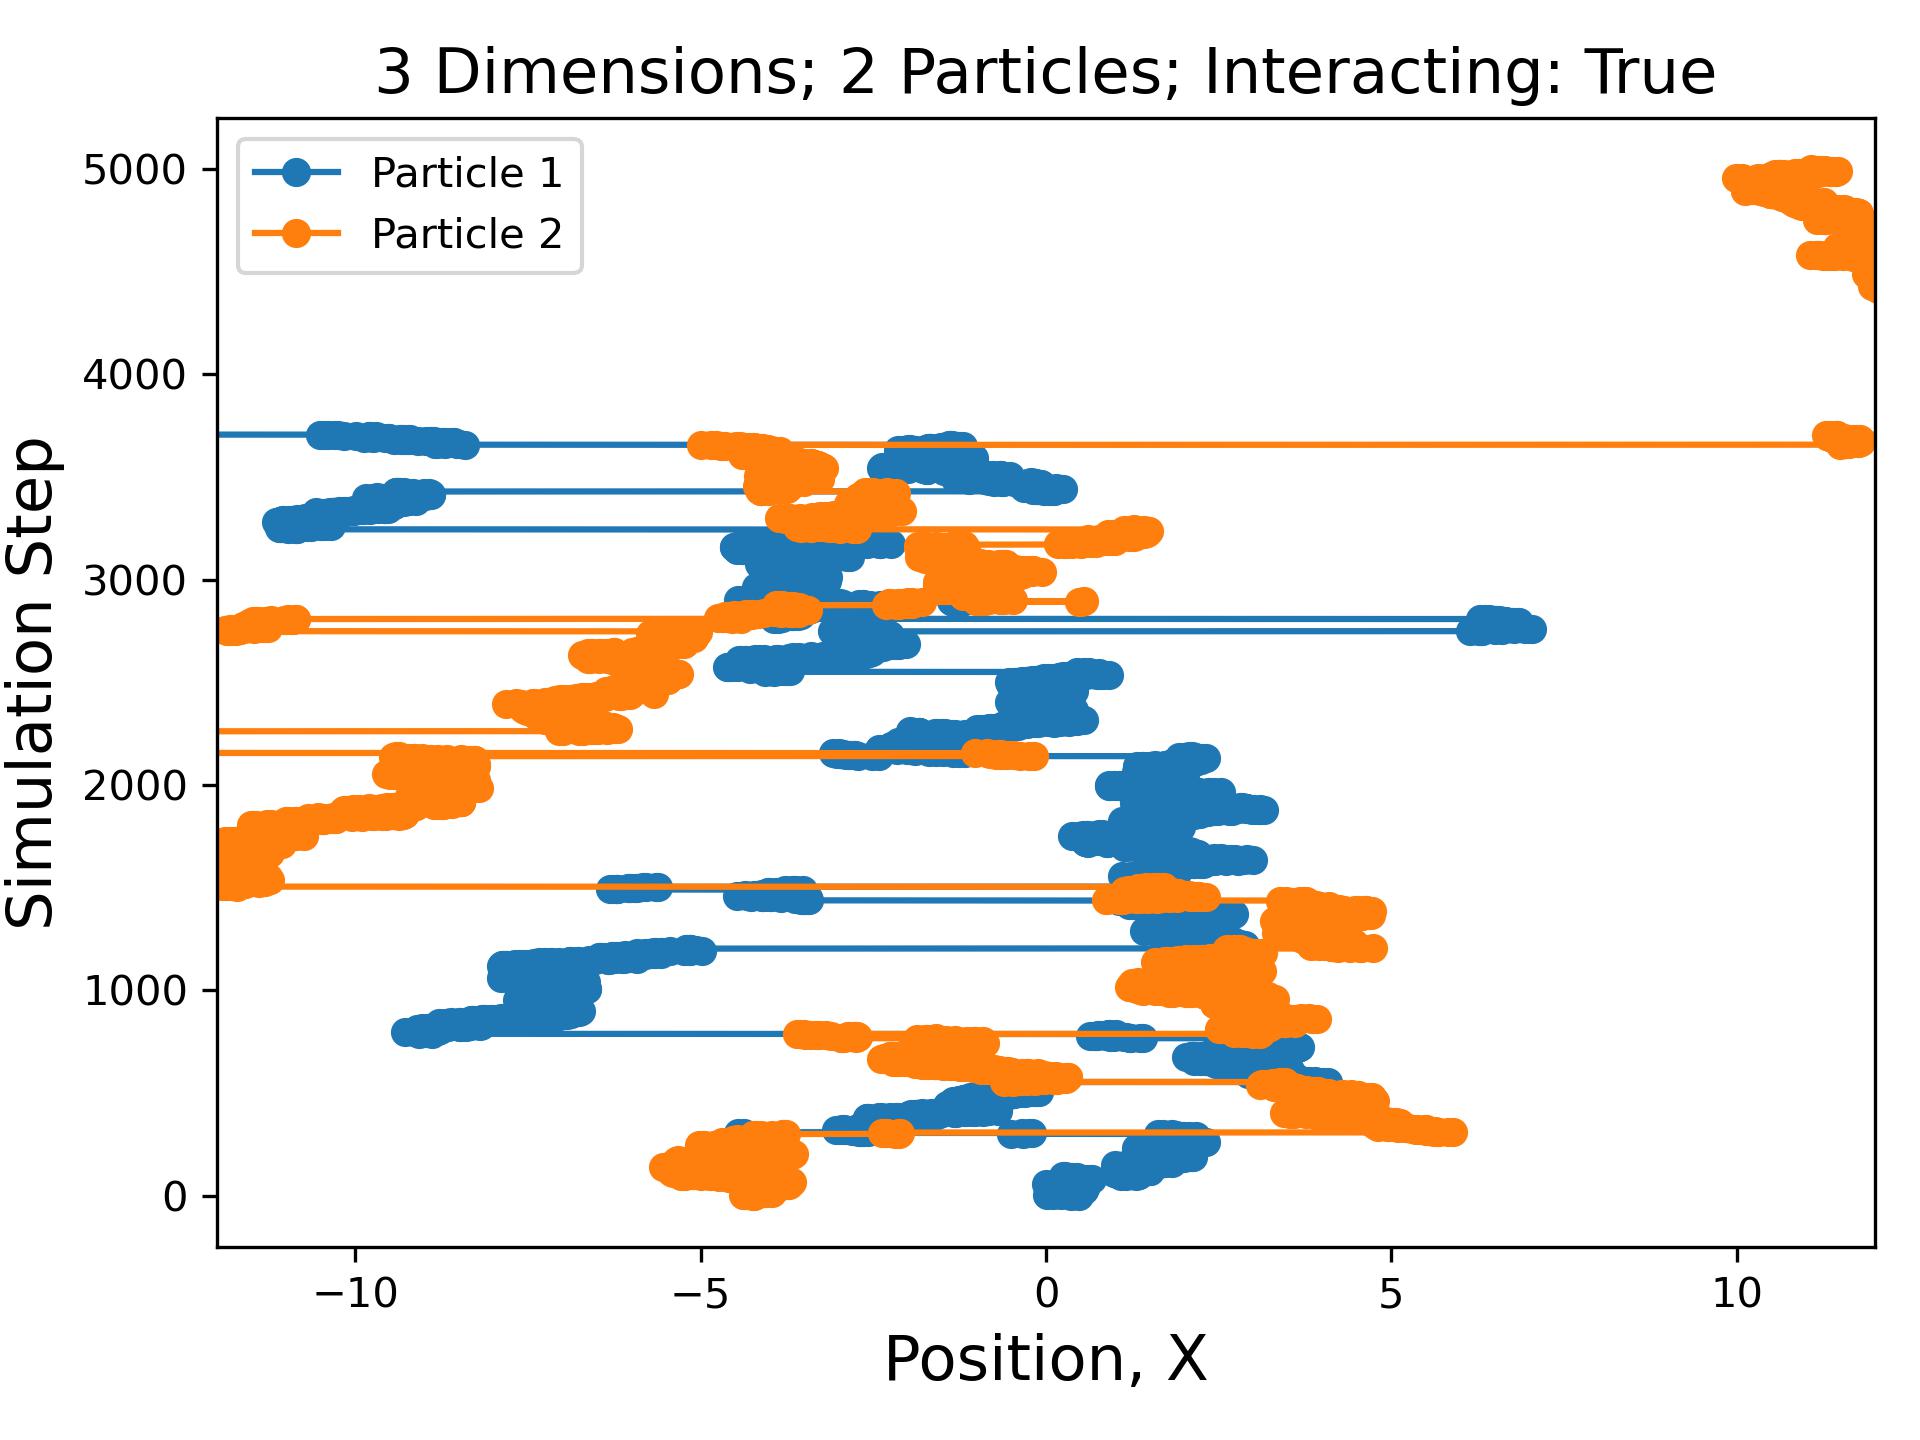 3 Dimensions; 2 Particles; Interacting: True
Particle 1
Particle 2
Simulation Step
5000
4000
3000
2000
1000
0
−10
−5
0
5
10
Position, X